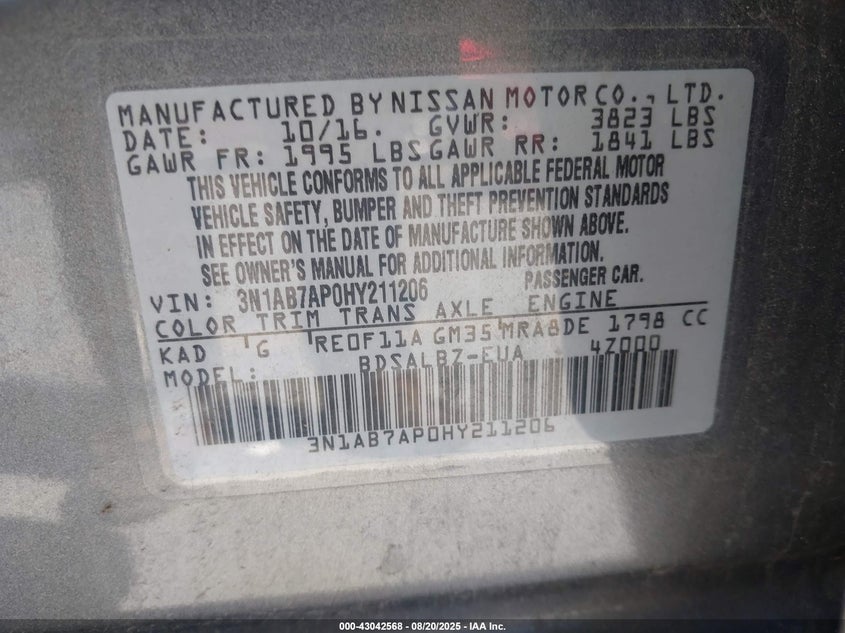 MANUFACTURED BY NISSAN MOTOR CO., LTD.
DATE: 10/16. GVWR: 3823 LBS
GAWR FR: 1995 LBS GAWR RR: 1841 LBS
THIS VEHICLE CONFORMS TO ALL APPLICABLE FEDERAL MOTOR
VEHICLE SAFETY, BUMPER AND THEFT PREVENTION STANDARDS
IN EFFECT ON THE DATE OF MANUFACTURE SHOWN ABOVE.
SEE OWNER'S MANUAL FOR ADDITIONAL INFORMATION.
VIN: 3N1AB7AP0HY211206 PASSENGER CAR.
COLOR TRIM TRANS AXLE ENGINE
KAD G RE0F11A GM35 MRA8DE 1798 CC
MODEL: BDSALBZ-EUA 4Z000
3N1AB7AP0HY211206
000-43042568 - 08/20/2025 - IAA Inc.